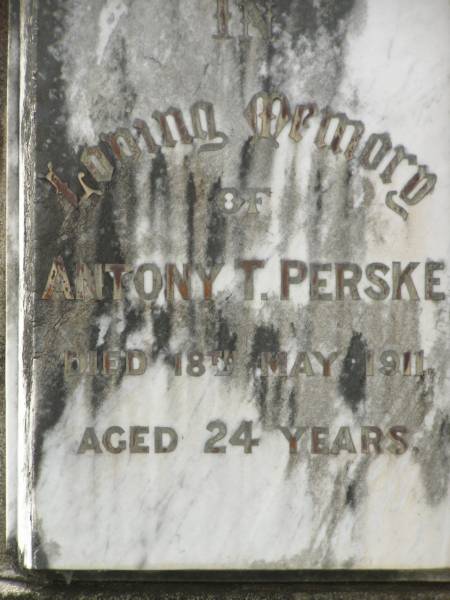 IN
Loving Memory
OF
ANTONY T. PERSKE
DIED 18TH MAY 1911.
AGED 24 YEARS.